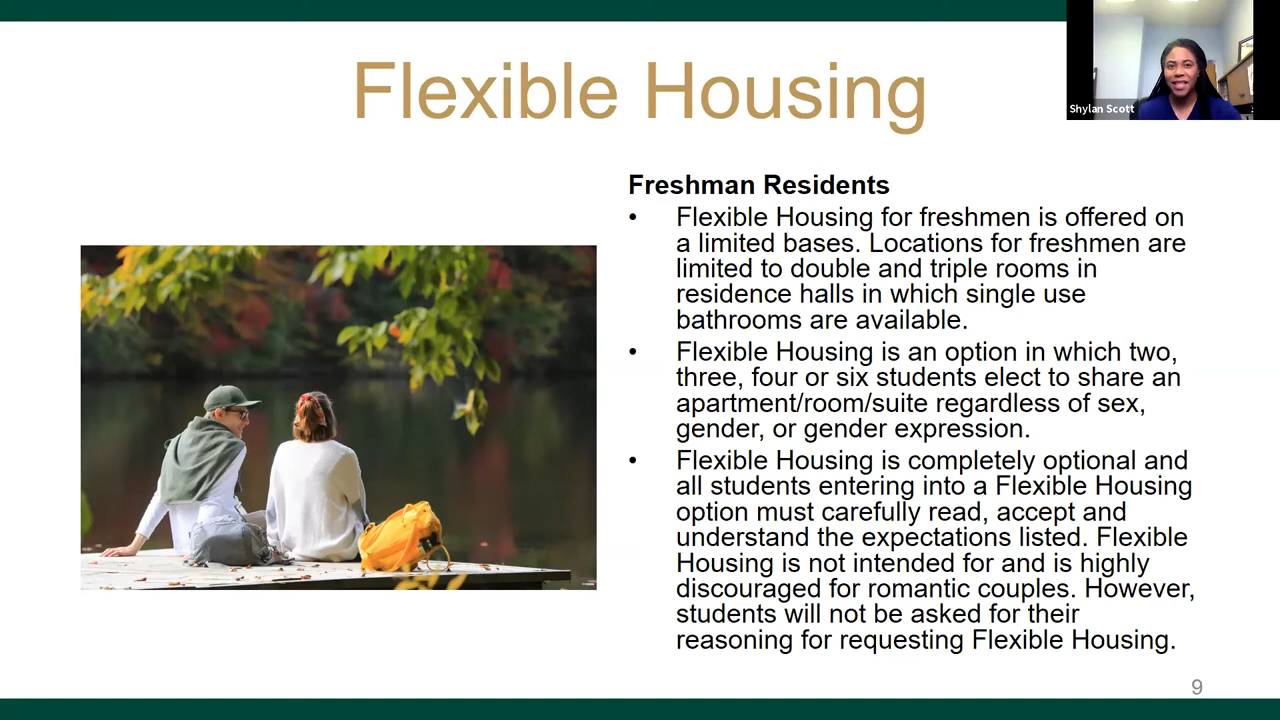 Flexible Housing
Shylan Scott
Freshman Residents
• Flexible Housing for freshmen is offered on
a limited bases. Locations for freshmen are
limited to double and triple rooms in
residence halls in which single use
bathrooms are available.
• Flexible Housing is an option in which two,
three, four or six students elect to share an
apartment/room/suite regardless of sex,
gender, or gender expression.
• Flexible Housing is completely optional and
all students entering into a Flexible Housing
option must carefully read, accept and
understand the expectations listed. Flexible
Housing is not intended for and is highly
discouraged for romantic couples. However,
students will not be asked for their
reasoning for requesting Flexible Housing.
9